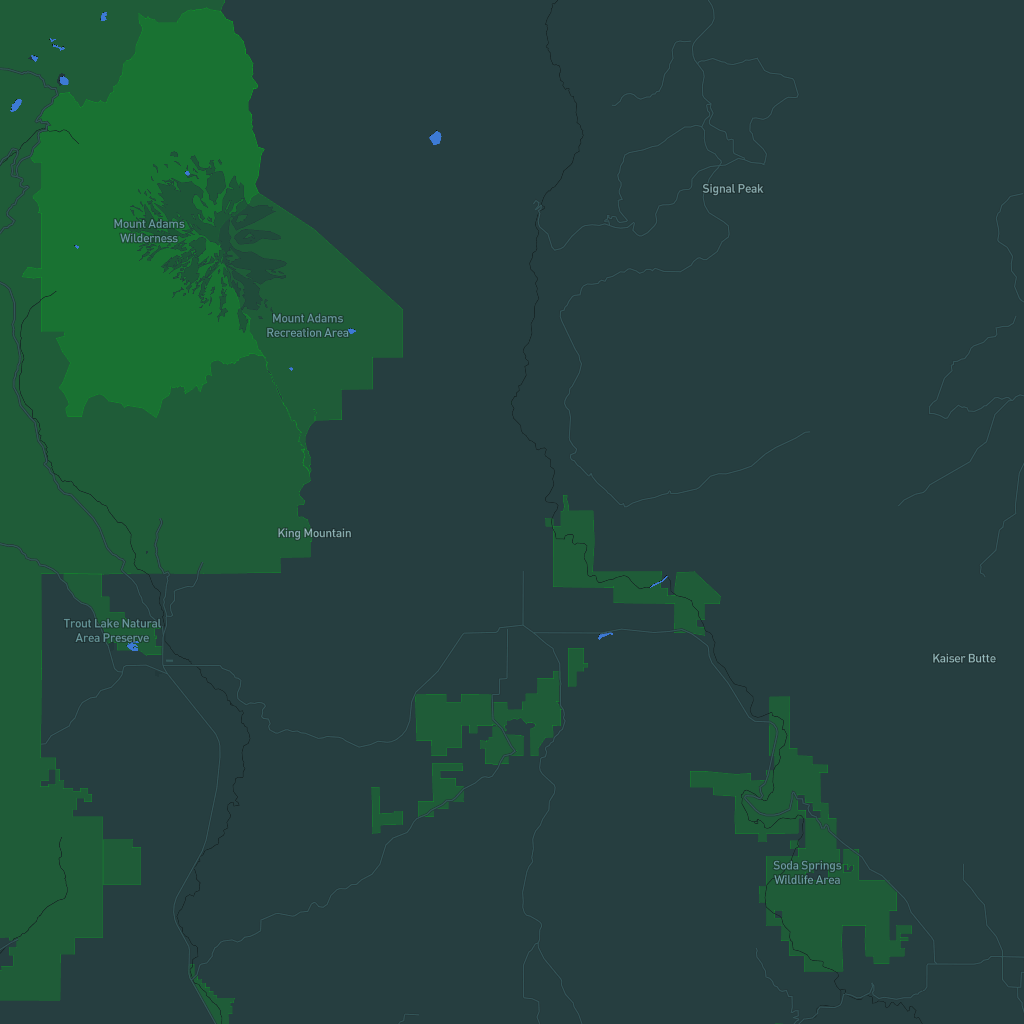 Signal Peak
Mount Adams
Wilderness
Mount Adams
Recreation Area
King Mountain
Trout Lake Natural
Area Preserve
Kaiser Butte
Soda Springs
Wildlife Area